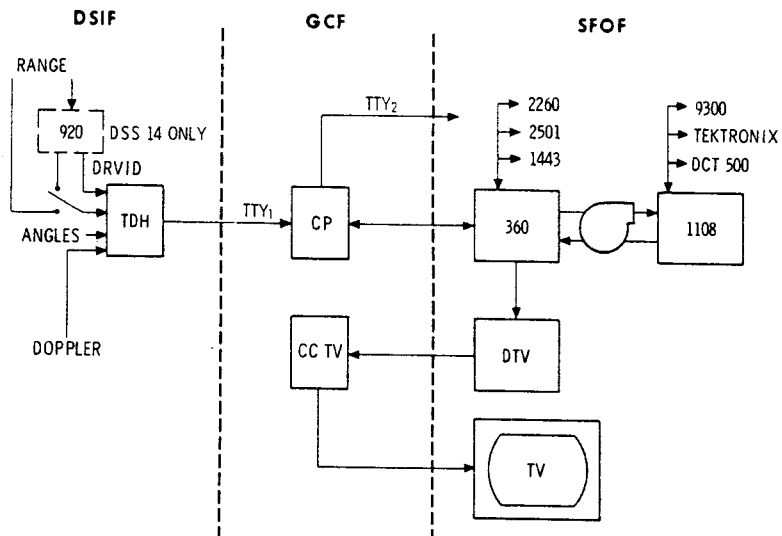 DSIF
GCF
SFOF
RANGE
920
DSS 14 ONLY
DRVID
TDH
ANGLES
DOPPLER
TTY₁
TTY₂
CP
CC TV
2260
2501
1443
360
9300
TEKTRONIX
DCT 500
1108
DTV
TV